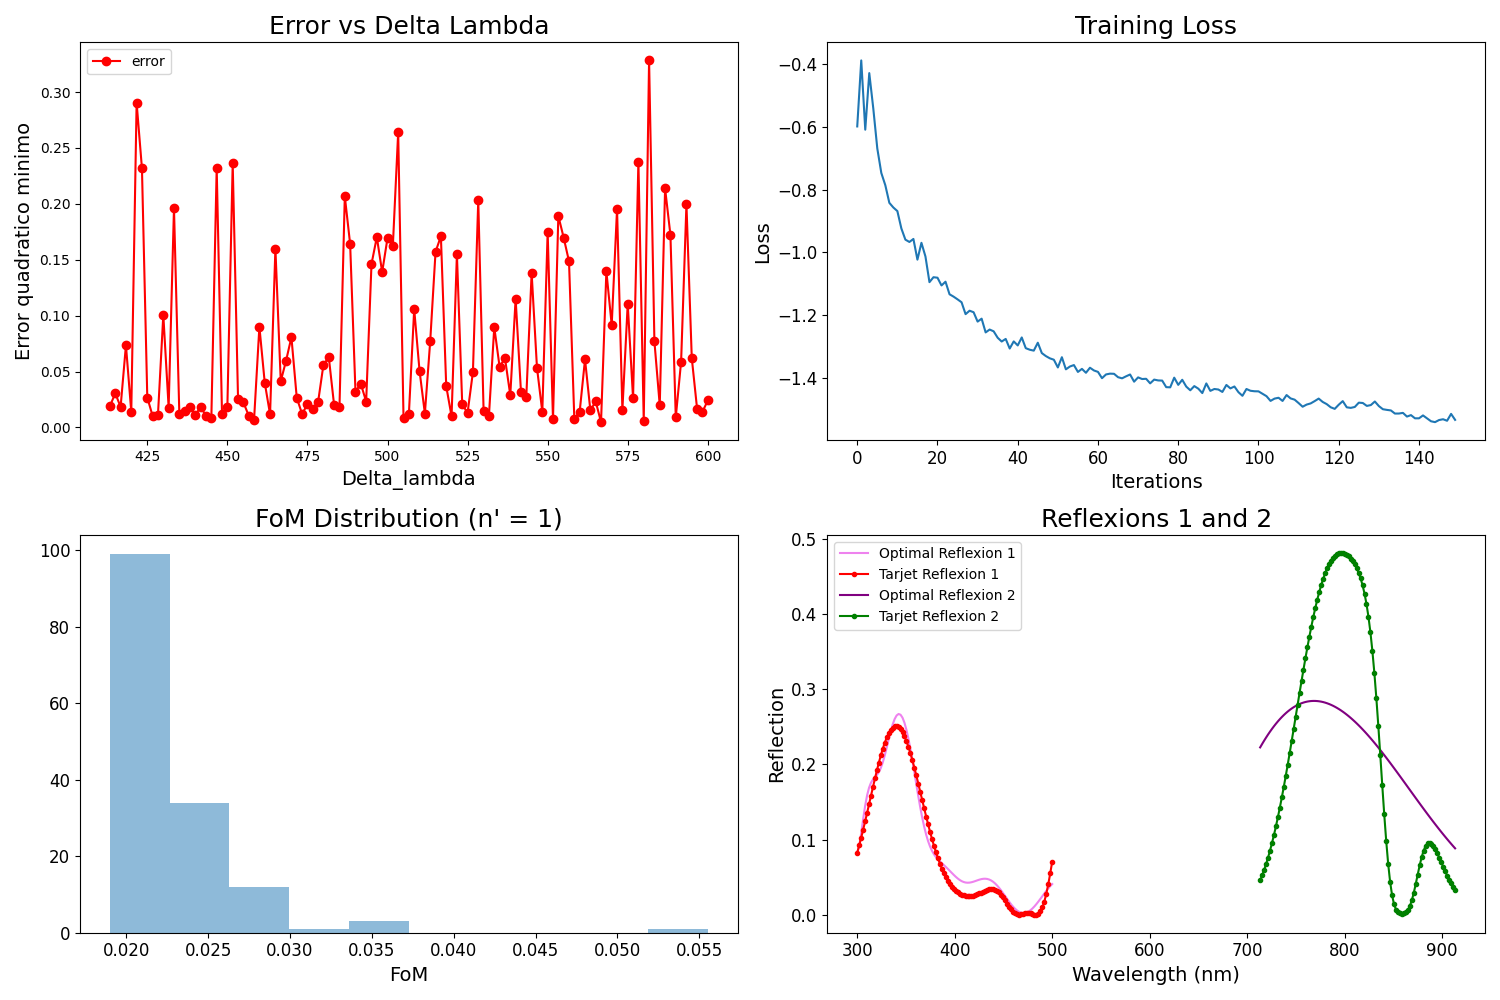 Error vs Delta Lambda
error
Error quadratico minimo
0.30
0.25
0.20
0.15
0.10
0.05
0.00
425 450 475 500 525 550 575 600
Delta_lambda
Training Loss
Loss
−0.4
−0.6
−0.8
−1.0
−1.2
−1.4
0 20 40 60 80 100 120 140
Iterations
FoM Distribution (n' = 1)
100
80
60
40
20
0
0.020 0.025 0.030 0.035 0.040 0.045 0.050 0.055
FoM
Reflexions 1 and 2
Optimal Reflexion 1
Tarjet Reflexion 1
Optimal Reflexion 2
Tarjet Reflexion 2
Reflection
0.5
0.4
0.3
0.2
0.1
0.0
300 400 500 600 700 800 900
Wavelength (nm)